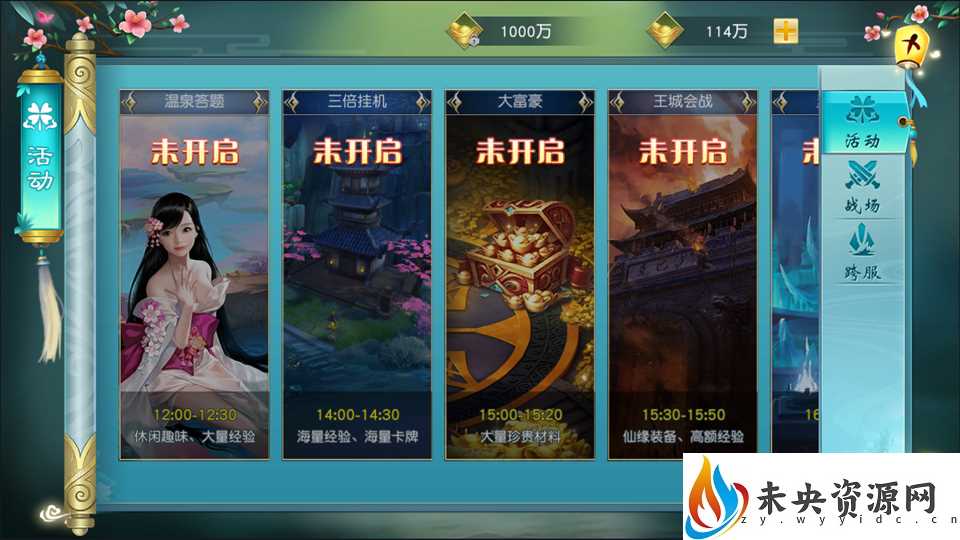 1000万
114万
活动
温泉答题
未开启
12:00-12:30
休闲趣味、大量经验
三倍挂机
未开启
14:00-14:30
海量经验、海量卡牌
大富豪
未开启
15:00-15:20
大量珍贵材料
王城会战
未开启
15:30-15:50
仙缘装备、高额经验
未
16
活动
战场
跨服
未央资源网
zy.wyyidc.cn